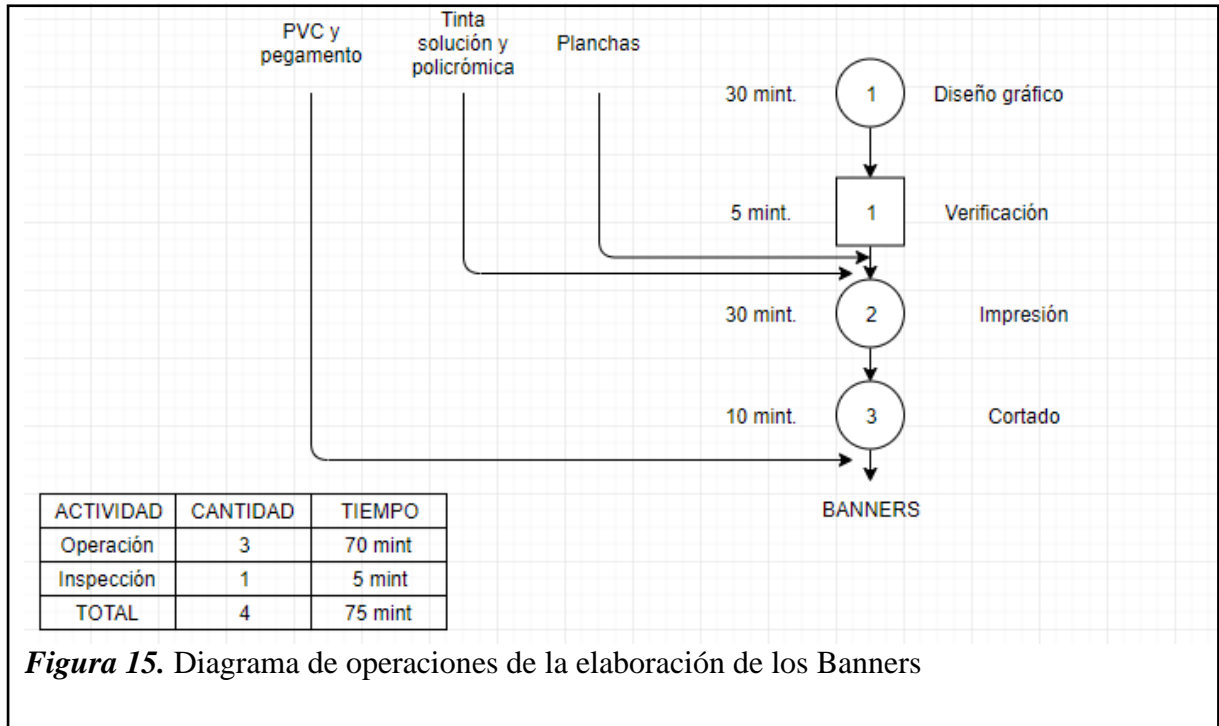 PVC y
pegamento
Tinta
solución y
policrómica
Planchas
30 mint.
1
Diseño gráfico
5 mint.
1
Verificación
30 mint.
2
Impresión
10 mint.
3
Cortado
BANNERS
ACTIVIDAD CANTIDAD TIEMPO
Operación 3 70 mint
Inspección 1 5 mint
TOTAL 4 75 mint
Figura 15. Diagrama de operaciones de la elaboración de los Banners